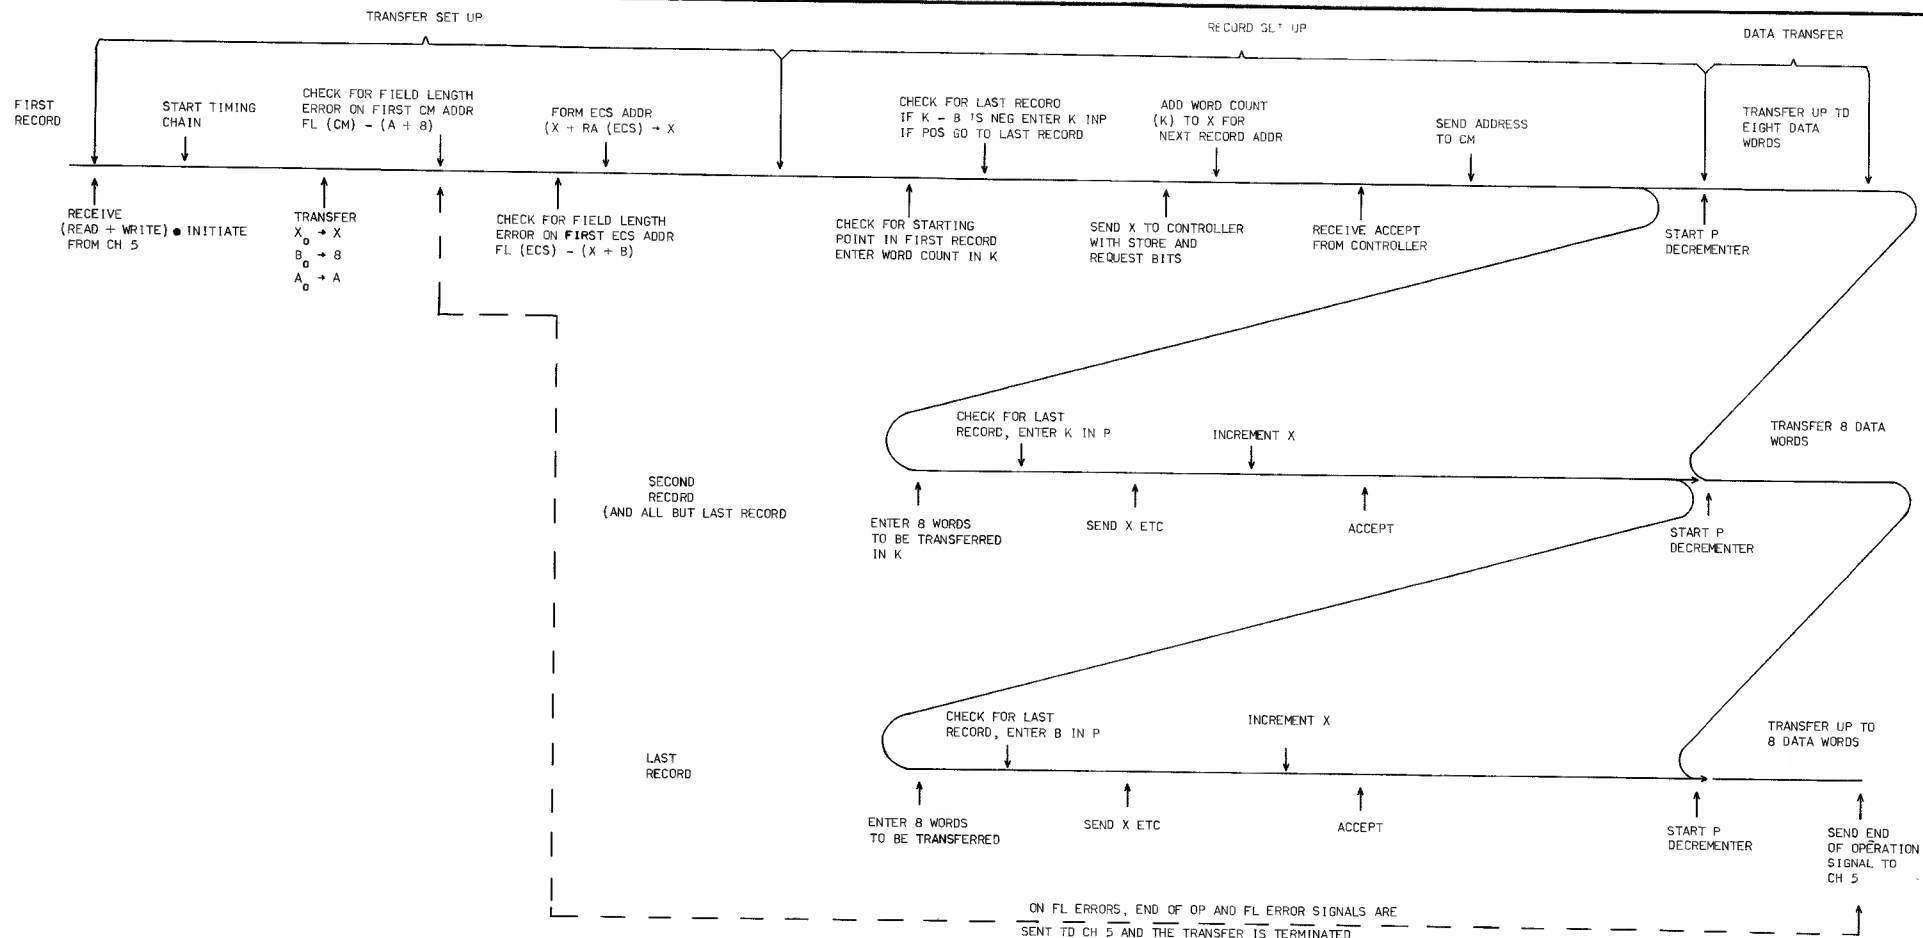 TRANSFER SET UP
RECORD SET UP
DATA TRANSFER
FIRST
RECORD
START TIMING
CHAIN
CHECK FOR FIELD LENGTH
ERROR ON FIRST CM ADDR
FL (CM) – (A + 8)
FORM ECS ADDR
(X + RA (ECS) → X
CHECK FOR LAST RECORD
IF K – B IS NEG ENTER K INP
IF POS GO TO LAST RECORD
ADD WORD COUNT
(K) TO X FOR
NEXT RECORD ADDR
SEND ADDRESS
TO CM
TRANSFER UP TO
EIGHT DATA
WORDS
RECEIVE
(READ + WRITE) ● INITIATE
FROM CH 5
TRANSFER
X₀ → X
B₀ → 8
A₀ → A
CHECK FOR FIELD LENGTH
ERROR ON FIRST ECS ADDR
FL (ECS) – (X + B)
CHECK FOR STARTING
POINT IN FIRST RECORD
ENTER WORD COUNT IN K
SEND X TO CONTROLLER
WITH STORE AND
REQUEST BITS
RECEIVE ACCEPT
FROM CONTROLLER
START P
DECREMENTER
CHECK FOR LAST
RECORD, ENTER K IN P
INCREMENT X
TRANSFER 8 DATA
WORDS
SECOND
RECORD
(AND ALL BUT LAST RECORD
ENTER 8 WORDS
TO BE TRANSFERRED
IN K
SEND X ETC
ACCEPT
START P
DECREMENTER
CHECK FOR LAST
RECORD, ENTER B IN P
INCREMENT X
TRANSFER UP TO
8 DATA WORDS
LAST
RECORD
ENTER 8 WORDS
TO BE TRANSFERRED
SEND X ETC
ACCEPT
START P
DECREMENTER
SEND END
OF OPERATION
SIGNAL TO
CH 5
ON FL ERRORS, END OF OP AND FL ERROR SIGNALS ARE
SENT TO CH 5 AND THE TRANSFER IS TERMINATED